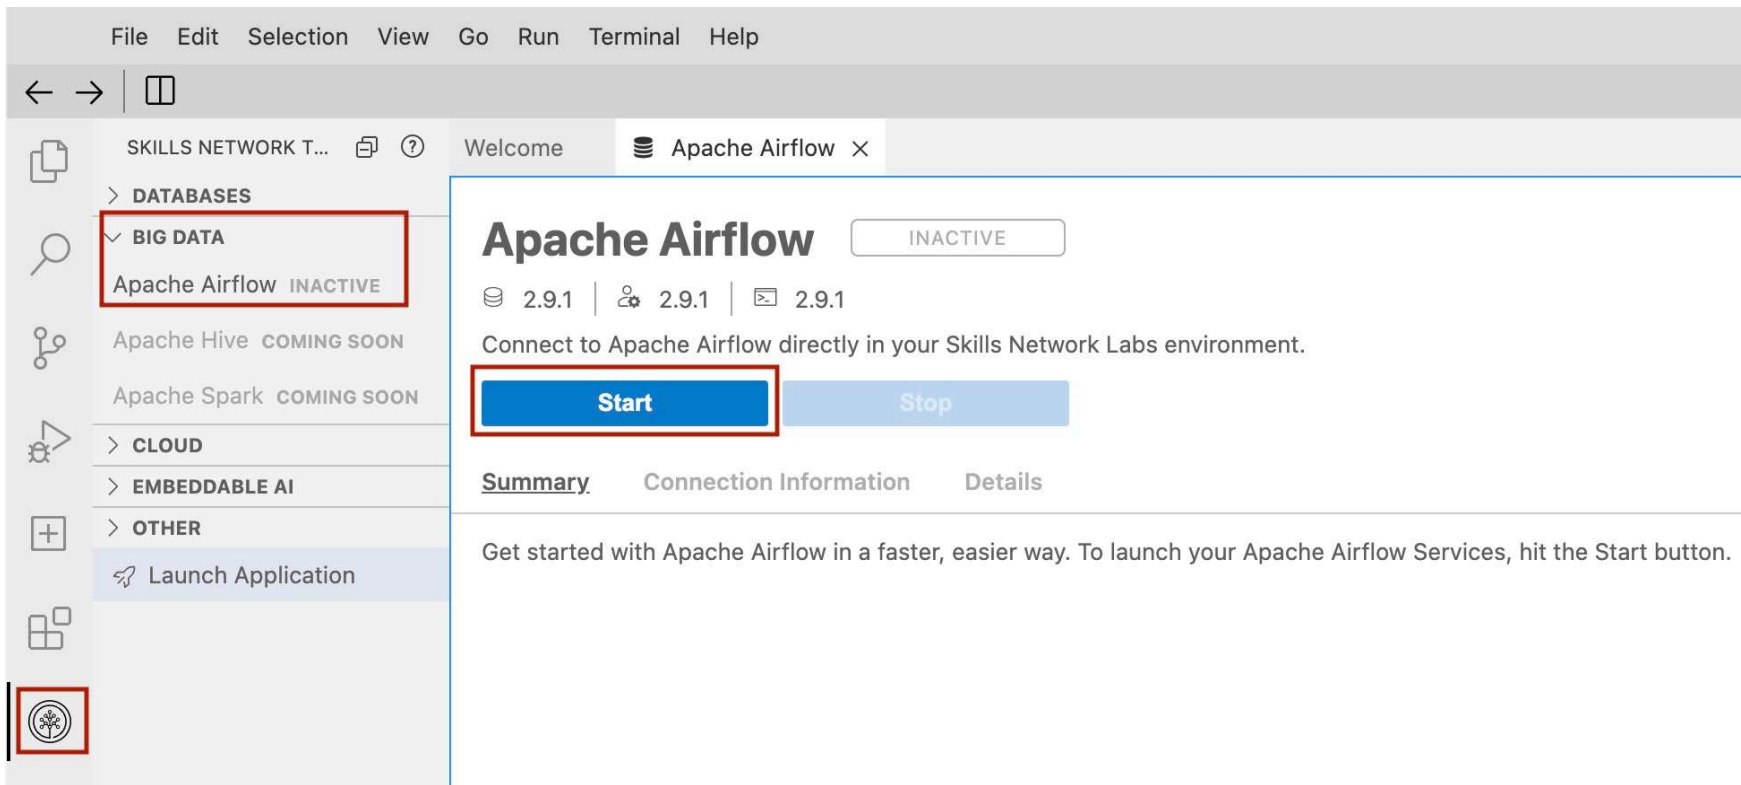 File Edit Selection View Go Run Terminal Help
SKILLS NETWORK T...
DATABASES
BIG DATA
Apache Airflow INACTIVE
Apache Hive COMING SOON
Apache Spark COMING SOON
CLOUD
EMBEDDABLE AI
OTHER
Launch Application
Welcome
Apache Airflow
Apache Airflow INACTIVE
2.9.1 2.9.1 2.9.1
Connect to Apache Airflow directly in your Skills Network Labs environment.
Start Stop
Summary Connection Information Details
Get started with Apache Airflow in a faster, easier way. To launch your Apache Airflow Services, hit the Start button.